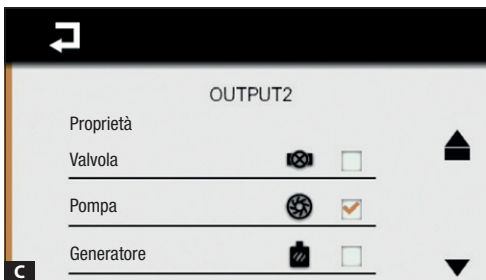 OUTPUT2
Proprietà
Valvola
Pompa
Generatore
C